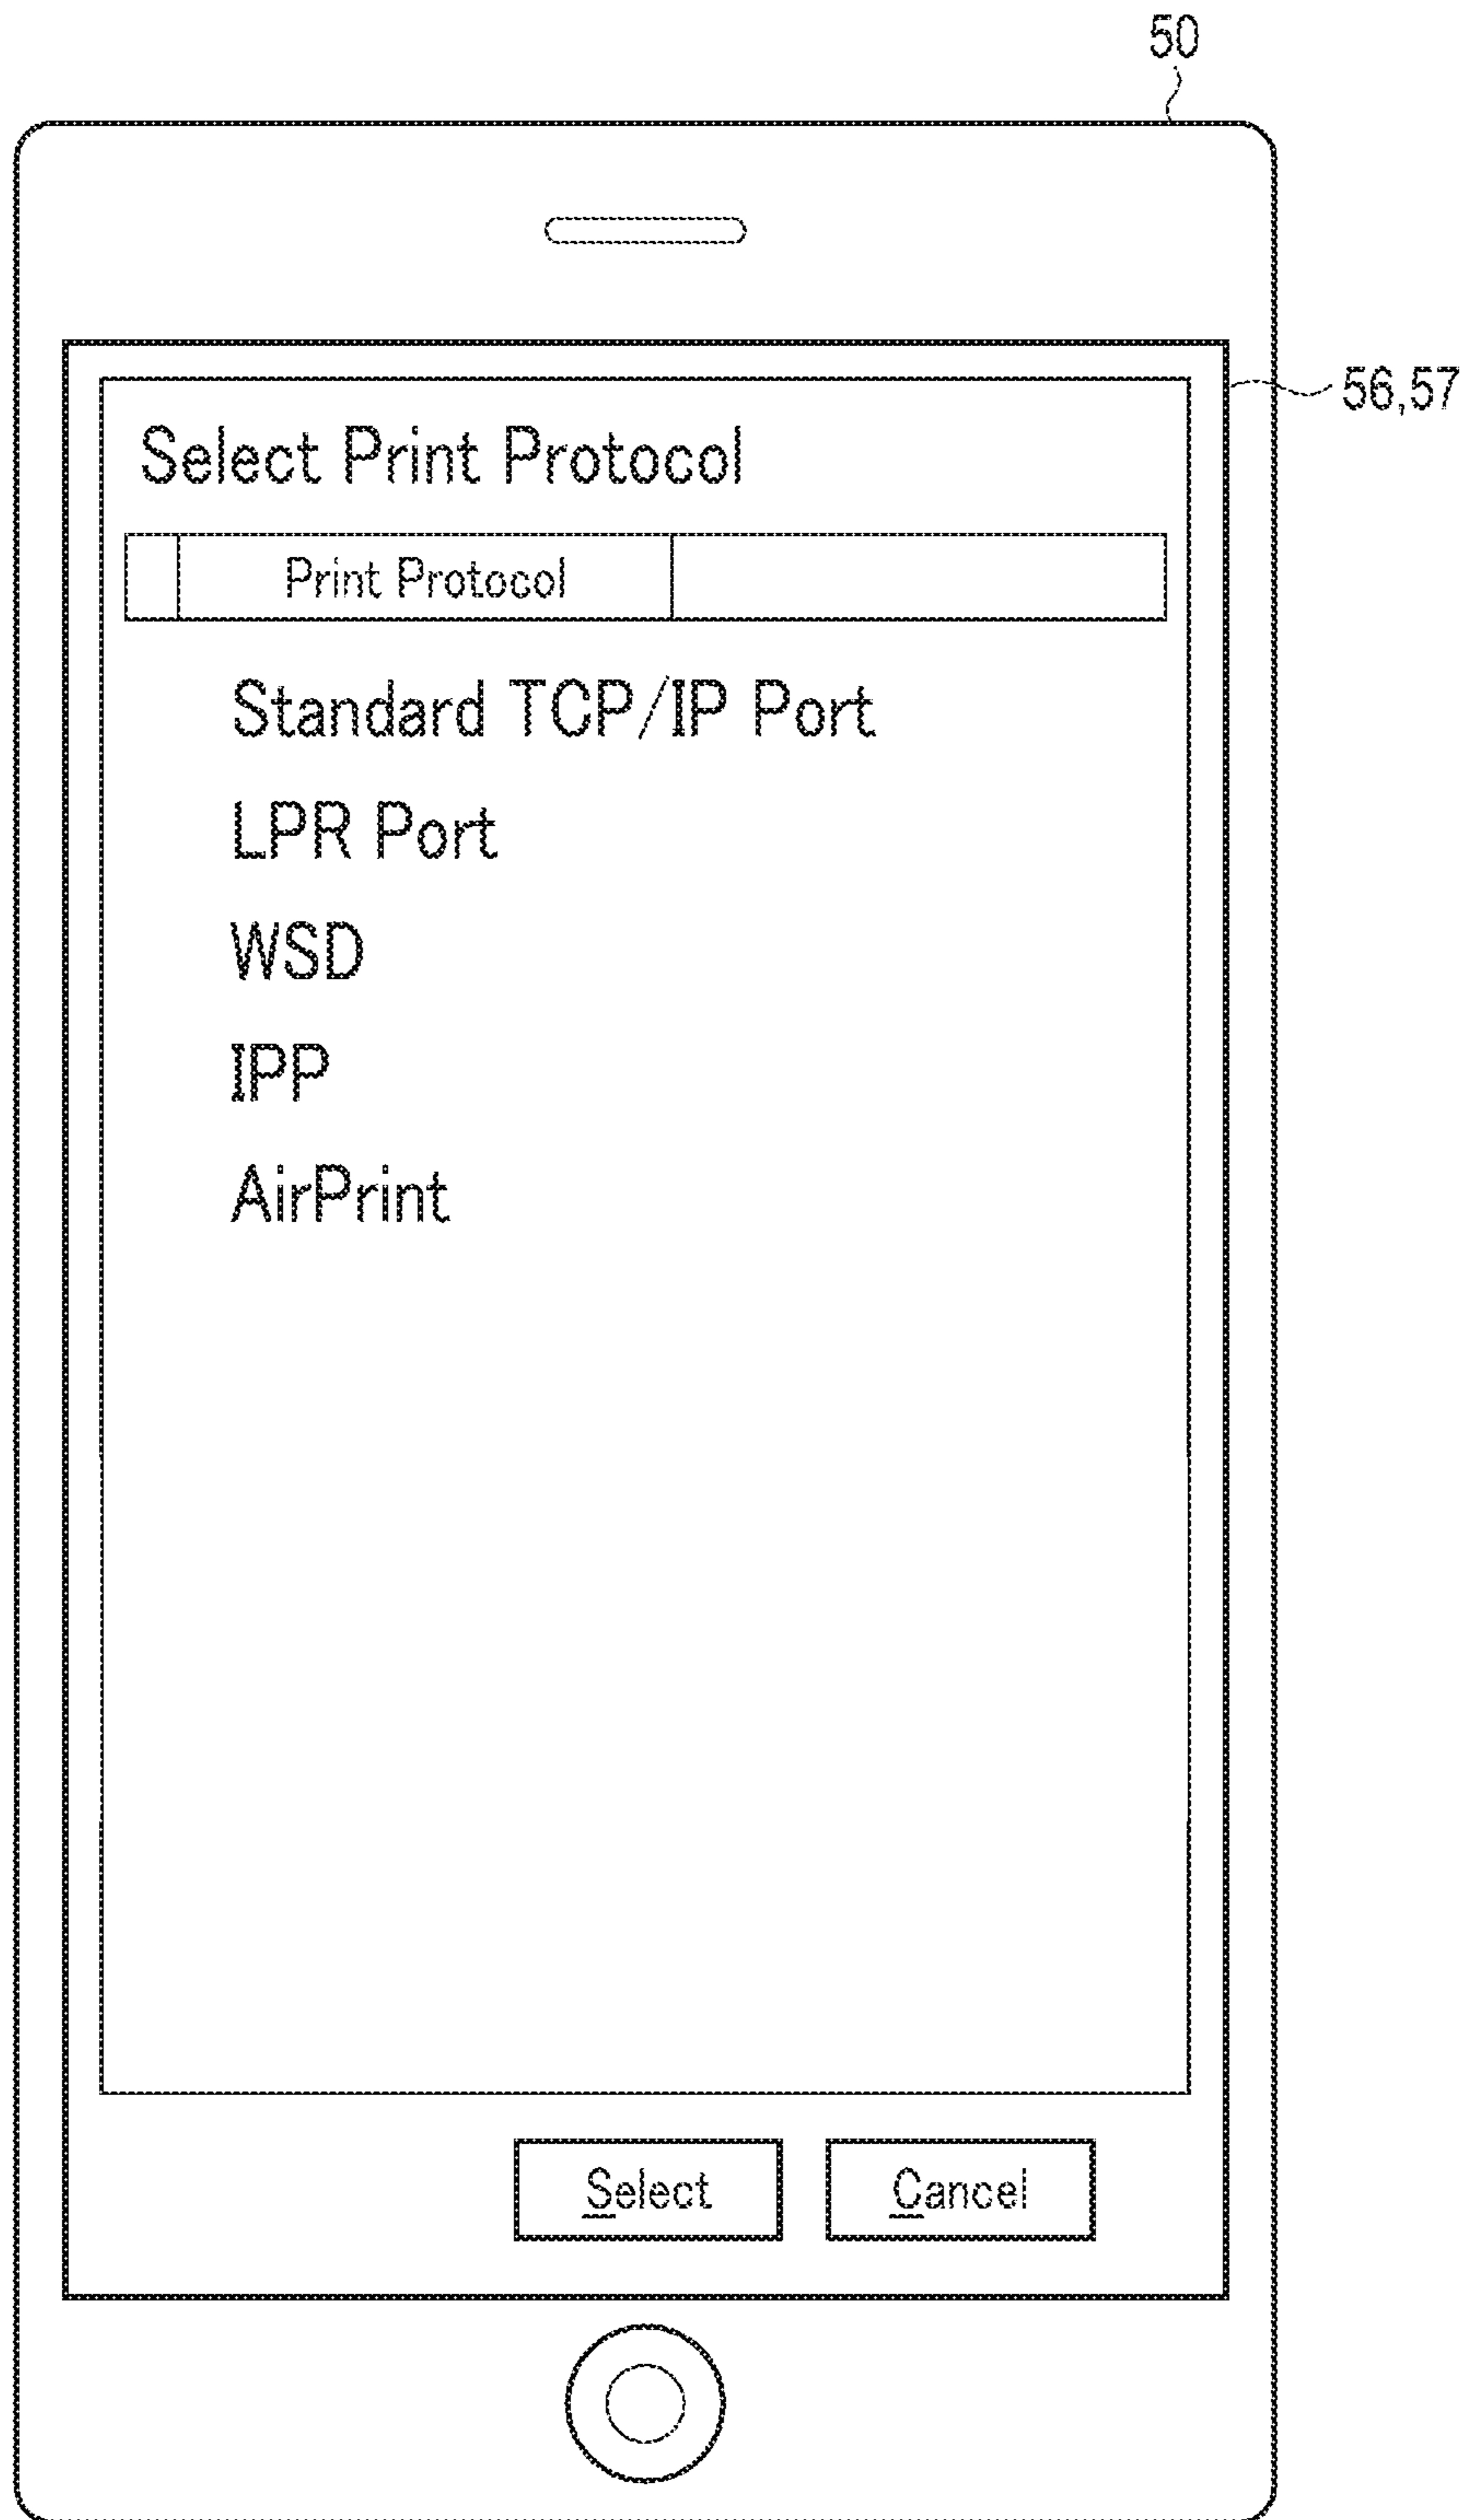 50
56,57
Select Print Protocol
Print Protocol
Standard TCP/IP Port
LPR Port
WSD
IPP
AirPrint
Select Cancel